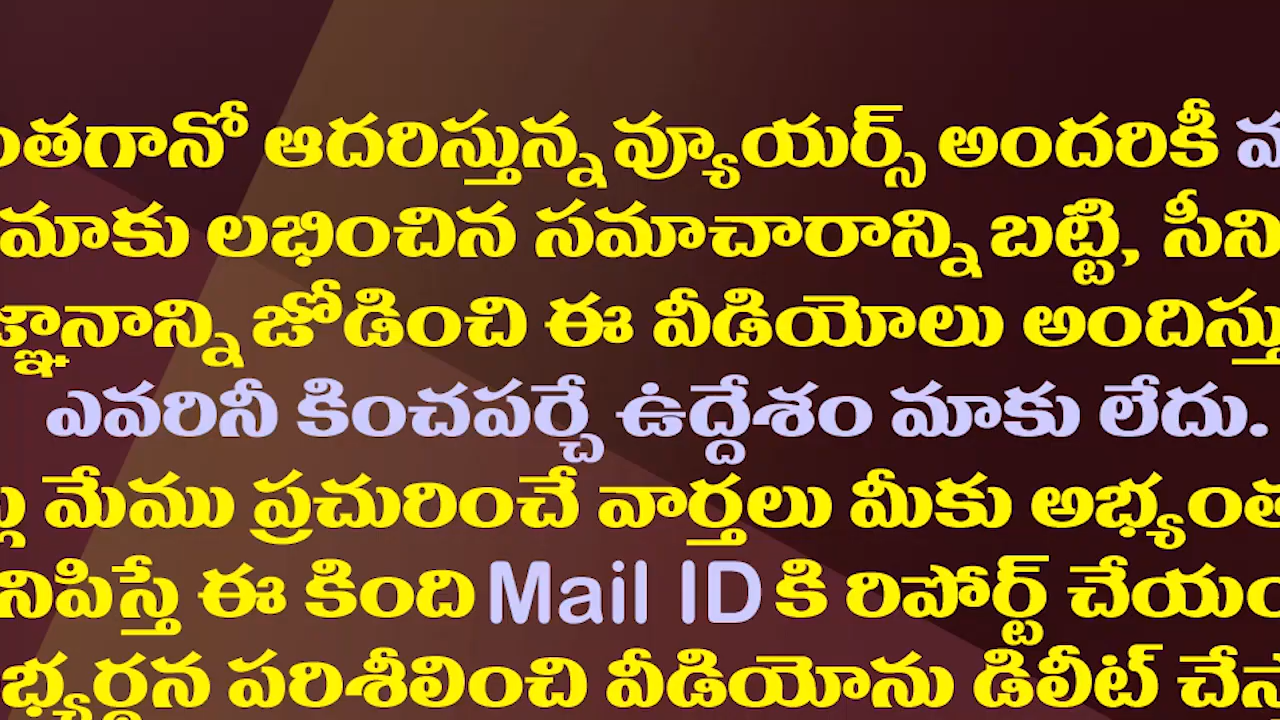 ంతగానో ఆదరిస్తున్న వ్యూయర్స్ అందరికీ
మాకు లభించిన సమాచారాన్ని బట్టి, సీని
జ్ఞానాన్ని జోడించి ఈ వీడియోలు అందిస్తు
ఎవరినీ కించపర్చే ఉద్దేశం మాకు లేదు.
మేము ప్రచురించే వార్తలు మీకు అభ్యంత
నిపిస్తే ఈ కింది Mail ID కి రిపోర్ట్ చేయం
భ్యర్థన పరిశీలించి వీడియోను డిలీట్ చేస